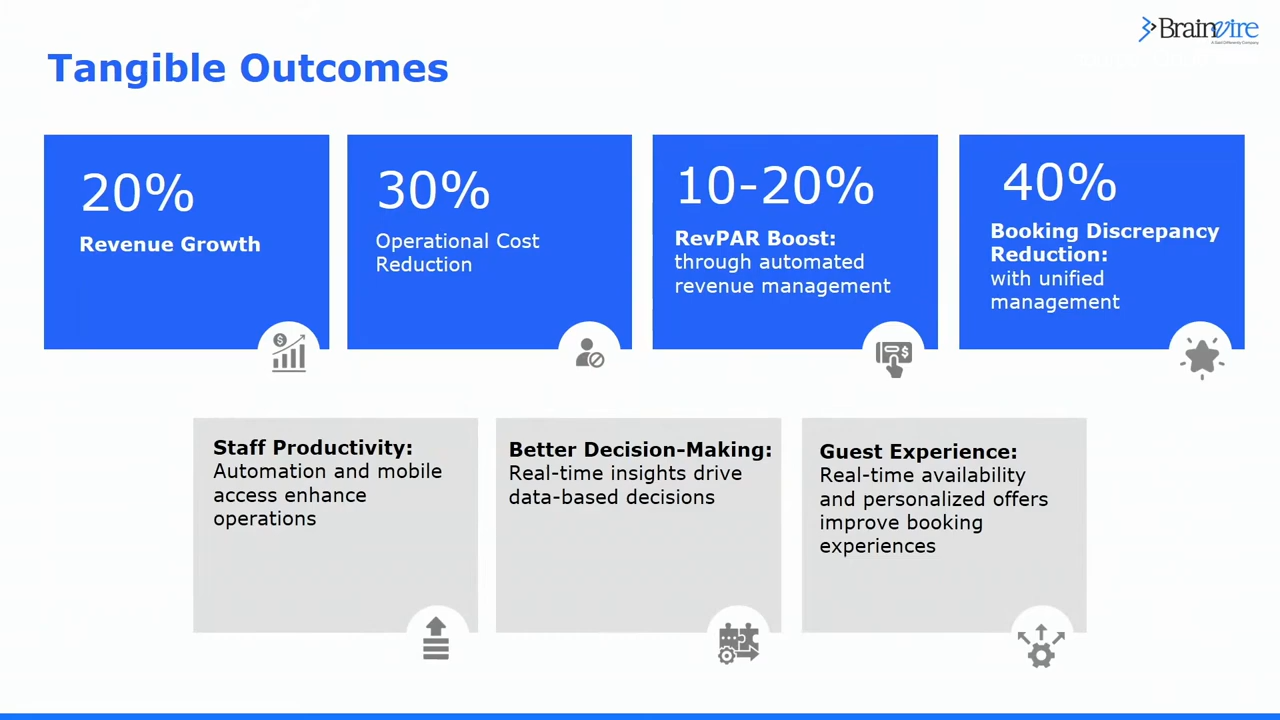 Brainvire
Tangible Outcomes
20%
Revenue Growth
30%
Operational Cost
Reduction
10-20%
RevPAR Boost:
through automated
revenue management
40%
Booking Discrepancy
Reduction:
with unified
management
Staff Productivity:
Automation and mobile
access enhance
operations
Better Decision-Making:
Real-time insights drive
data-based decisions
Guest Experience:
Real-time availability
and personalized offers
improve booking
experiences